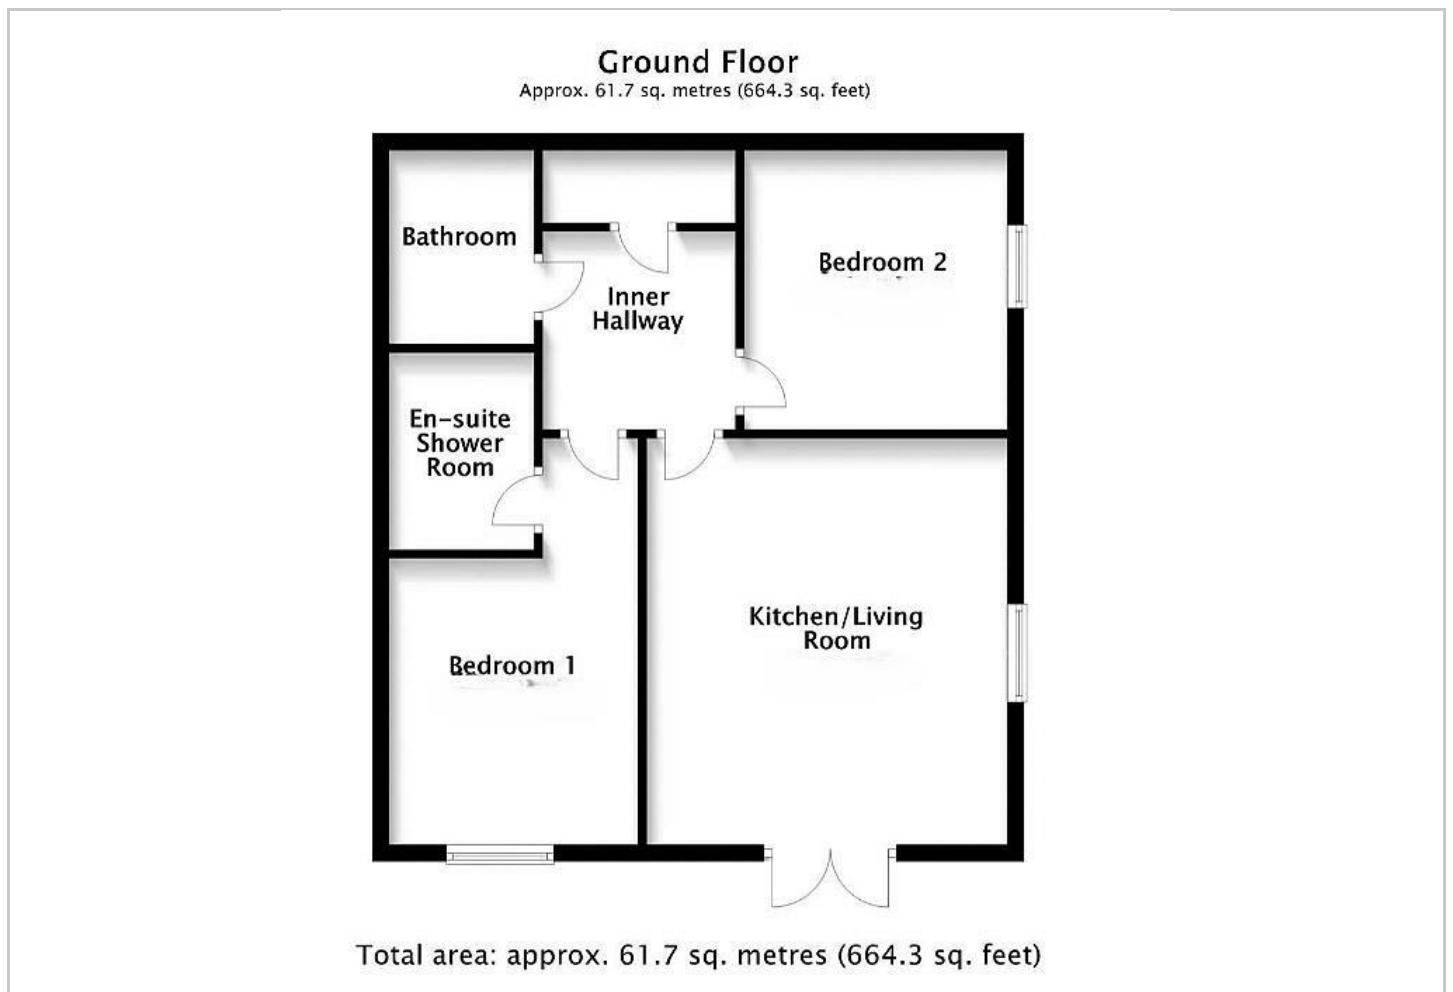 Ground Floor
Approx. 61.7 sq. metres (664.3 sq. feet)
Bathroom
Bedroom 2
Inner
Hallway
En-suite
Shower
Room
Kitchen/Living
Room
Bedroom 1
Total area: approx. 61.7 sq. metres (664.3 sq. feet)